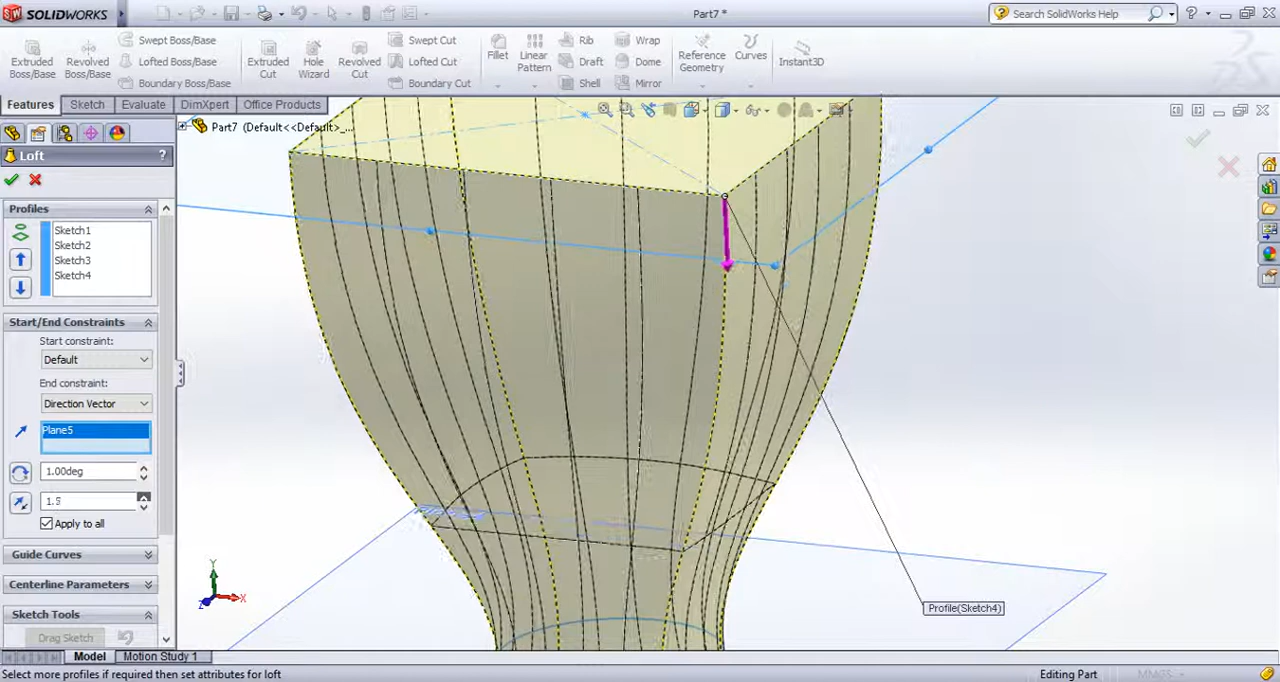 SOLIDWORKS
Part7 *
Search SolidWorks Help
Extruded Boss/Base
Revolved Boss/Base
Swept Boss/Base
Lofted Boss/Base
Boundary Boss/Base
Extruded Cut
Hole Wizard
Revolved Cut
Swept Cut
Lofted Cut
Boundary Cut
Fillet
Linear Pattern
Rib
Draft
Shell
Wrap
Dome
Mirror
Reference Geometry
Curves
Instant3D
Features
Sketch
Evaluate
DimXpert
Office Products
Part7 (Default<<Default>_...
Loft
?
Profiles
Sketch1
Sketch2
Sketch3
Sketch4
Start/End Constraints
Start constraint:
Default
End constraint:
Direction Vector
Plane5
1.00deg
1.5
Apply to all
Guide Curves
Centerline Parameters
Sketch Tools
Drag Sketch
Profile(Sketch4)
Y
X
Z
Model
Motion Study 1
Select more profiles if required then set attributes for loft
Editing Part
MMGS